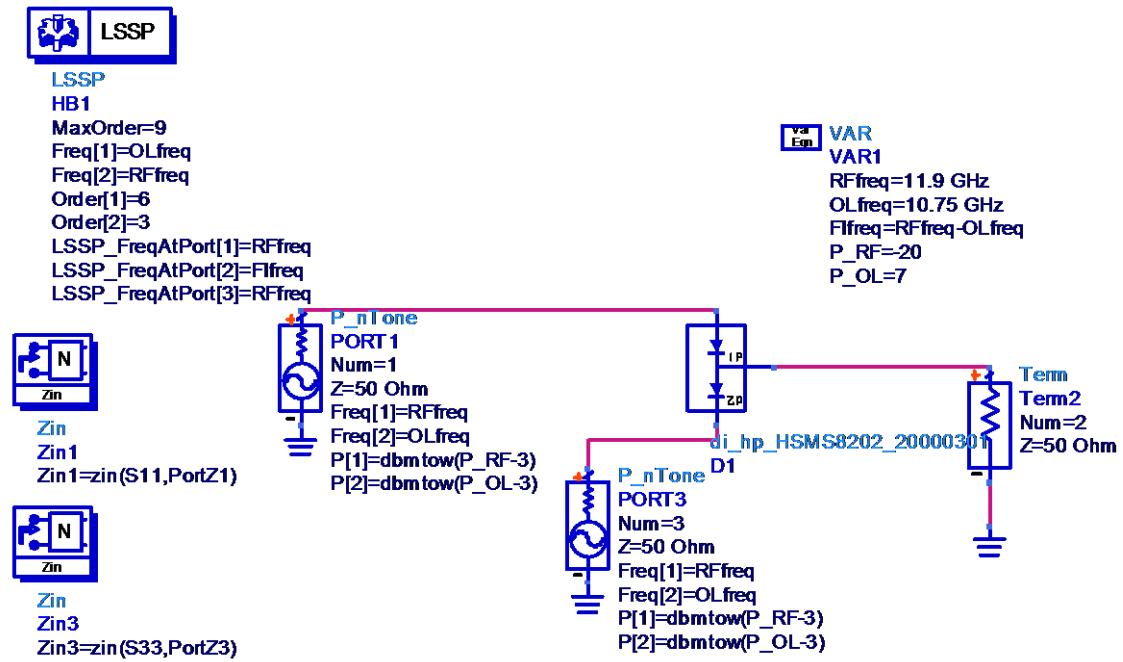 LSSP
LSSP
HB1
MaxOrder=9
Freq[1]=OLfreq
Freq[2]=RFfreq
Order[1]=6
Order[2]=3
LSSP_FreqAtPort[1]=RFfreq
LSSP_FreqAtPort[2]=FIfreq
LSSP_FreqAtPort[3]=RFfreq
Var
Eqn
VAR
VAR1
RFfreq=11.9 GHz
OLfreq=10.75 GHz
FIfreq=RFfreq-OLfreq
P_RF=-20
P_OL=7
N
Zin
Zin
Zin1
Zin1=zin(S11,PortZ1)
N
Zin
Zin
Zin3
Zin3=zin(S33,PortZ3)
P_nTone
PORT1
Num=1
Z=50 Ohm
Freq[1]=RFfreq
Freq[2]=OLfreq
P[1]=dbmtow(P_RF-3)
P[2]=dbmtow(P_OL-3)
di_hp_HSMS8202_20000301
D1
P_nTone
PORT3
Num=3
Z=50 Ohm
Freq[1]=RFfreq
Freq[2]=OLfreq
P[1]=dbmtow(P_RF-3)
P[2]=dbmtow(P_OL-3)
Term
Term2
Num=2
Z=50 Ohm